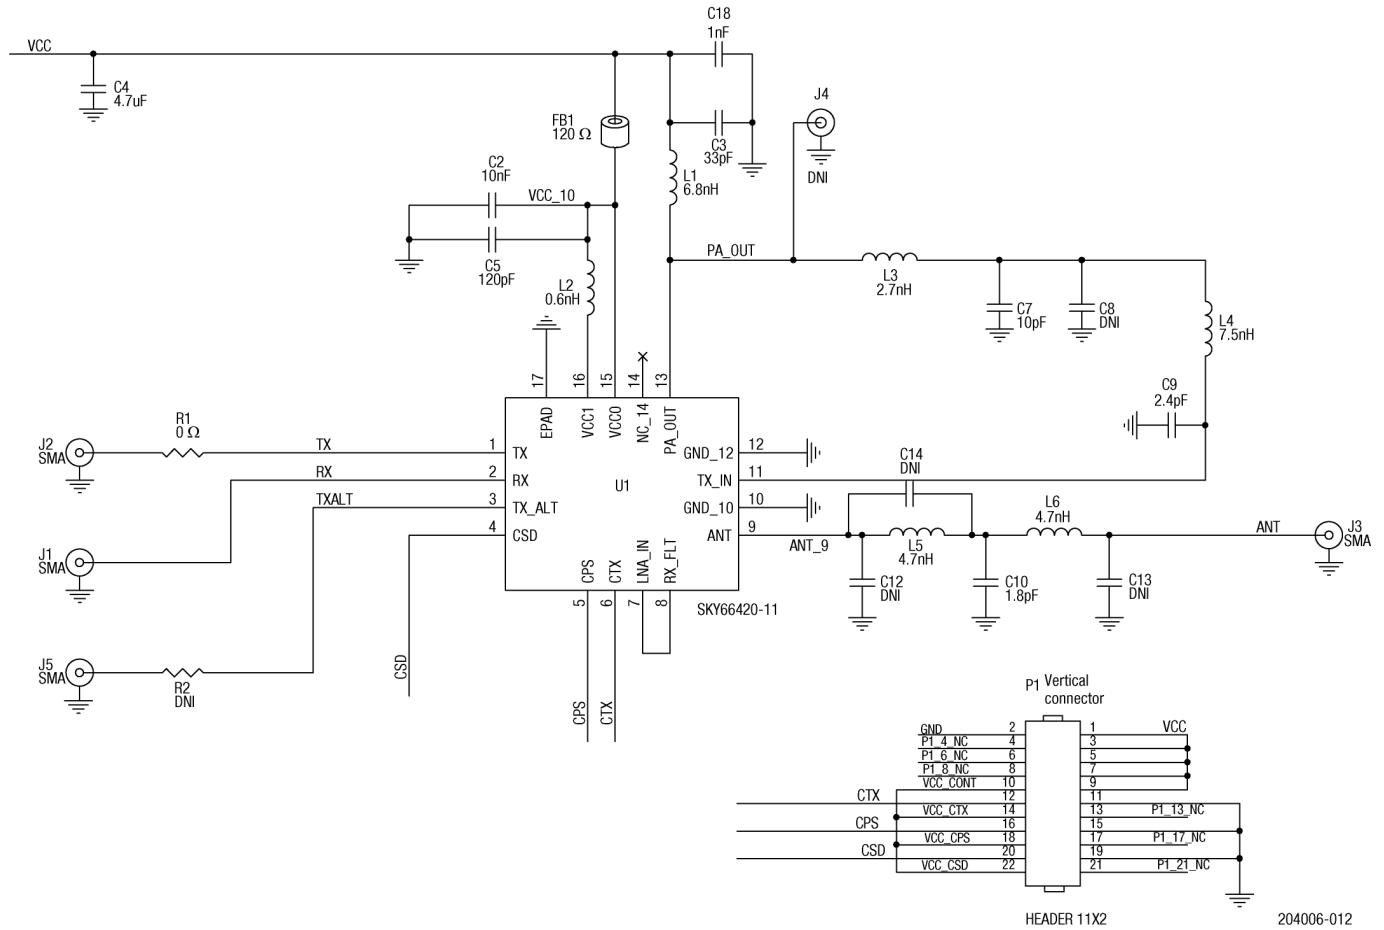 C18
1nF
VCC
C4
4.7uF
J4
FB1
120 Ω
C3
33pF
C2
10nF
L1
6.8nH
DNI
VCC_10
PA_OUT
C5
120pF
L3
2.7nH
L2
0.6nH
C7
10pF
C8
DNI
L4
7.5nH
17
16
15
14
13
C9
2.4pF
EPAD
VCC1
VCC0
NC_14
PA_OUT
R1
0 Ω
J2
SMA
TX
1
TX
GND_12
12
RX
2
RX
U1
TX_IN
11
C14
DNI
TXALT
3
TX_ALT
GND_10
10
4
CSD
ANT
9
ANT_9
L5
4.7nH
L6
4.7nH
ANT
J3
SMA
J1
SMA
CPS
CTX
LNA_IN
RX_FLT
C12
DNI
C10
1.8pF
C13
DNI
5
6
7
8
SKY66420-11
J5
SMA
R2
DNI
CSD
CPS
CTX
P1 Vertical
connector
GND 2 1 VCC
P1_4_NC 4 3
P1_6_NC 6 5
P1_8_NC 8 7
VCC_CONT 10 9
CTX 12 11
VCC_CTX 14 13 P1_13_NC
CPS 16 15
VCC_CPS 18 17 P1_17_NC
CSD 20 19
VCC_CSD 22 21 P1_21_NC
HEADER 11X2
204006-012